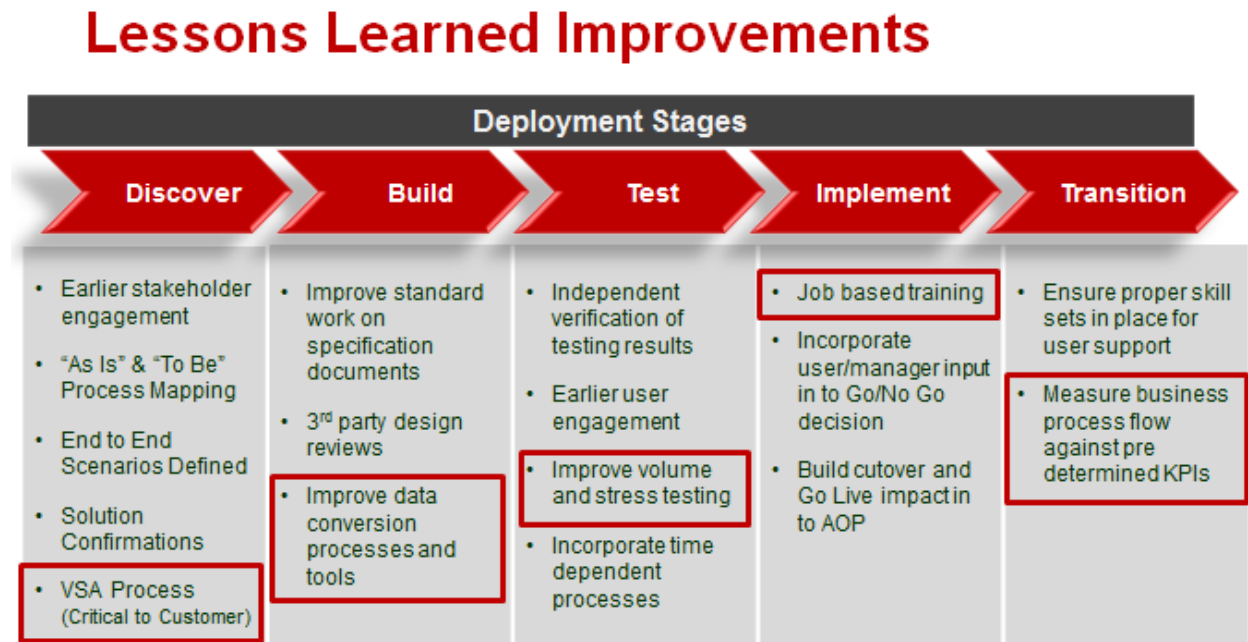 Lessons Learned Improvements
Deployment Stages
Discover
Build
Test
Implement
Transition
• Earlier stakeholder
engagement
• “As Is” & “To Be”
Process Mapping
• End to End
Scenarios Defined
• Solution
Confirmations
• VSA Process
(Critical to Customer)
• Improve standard
work on
specification
documents
• 3rd party design
reviews
• Improve data
conversion
processes and
tools
• Independent
verification of
testing results
• Earlier user
engagement
• Improve volume
and stress testing
• Incorporate time
dependent
processes
• Job based training
• Incorporate
user/manager input
in to Go/No Go
decision
• Build cutover and
Go Live impact in
to AOP
• Ensure proper skill
sets in place for
user support
• Measure business
process flow
against pre
determined KPIs